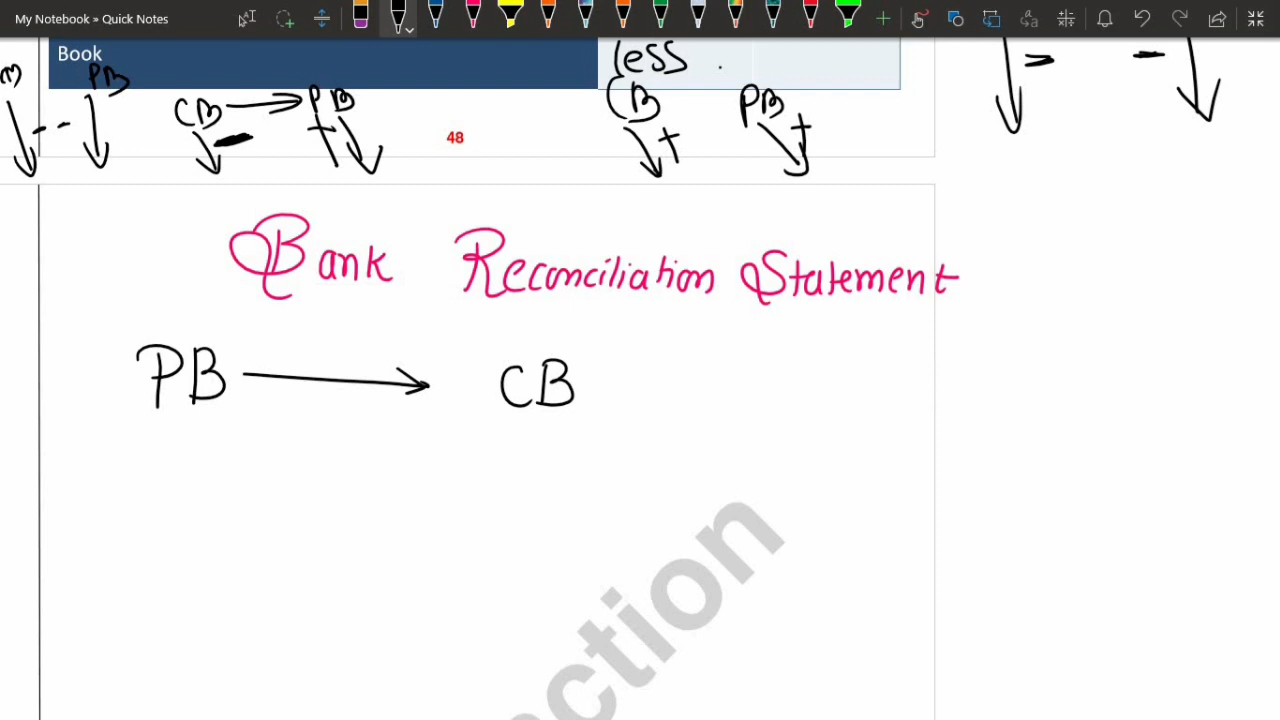 My Notebook » Quick Notes
Book less .
PB CB → PB CB PB
48
Bank Reconciliation Statement
PB → CB
ction